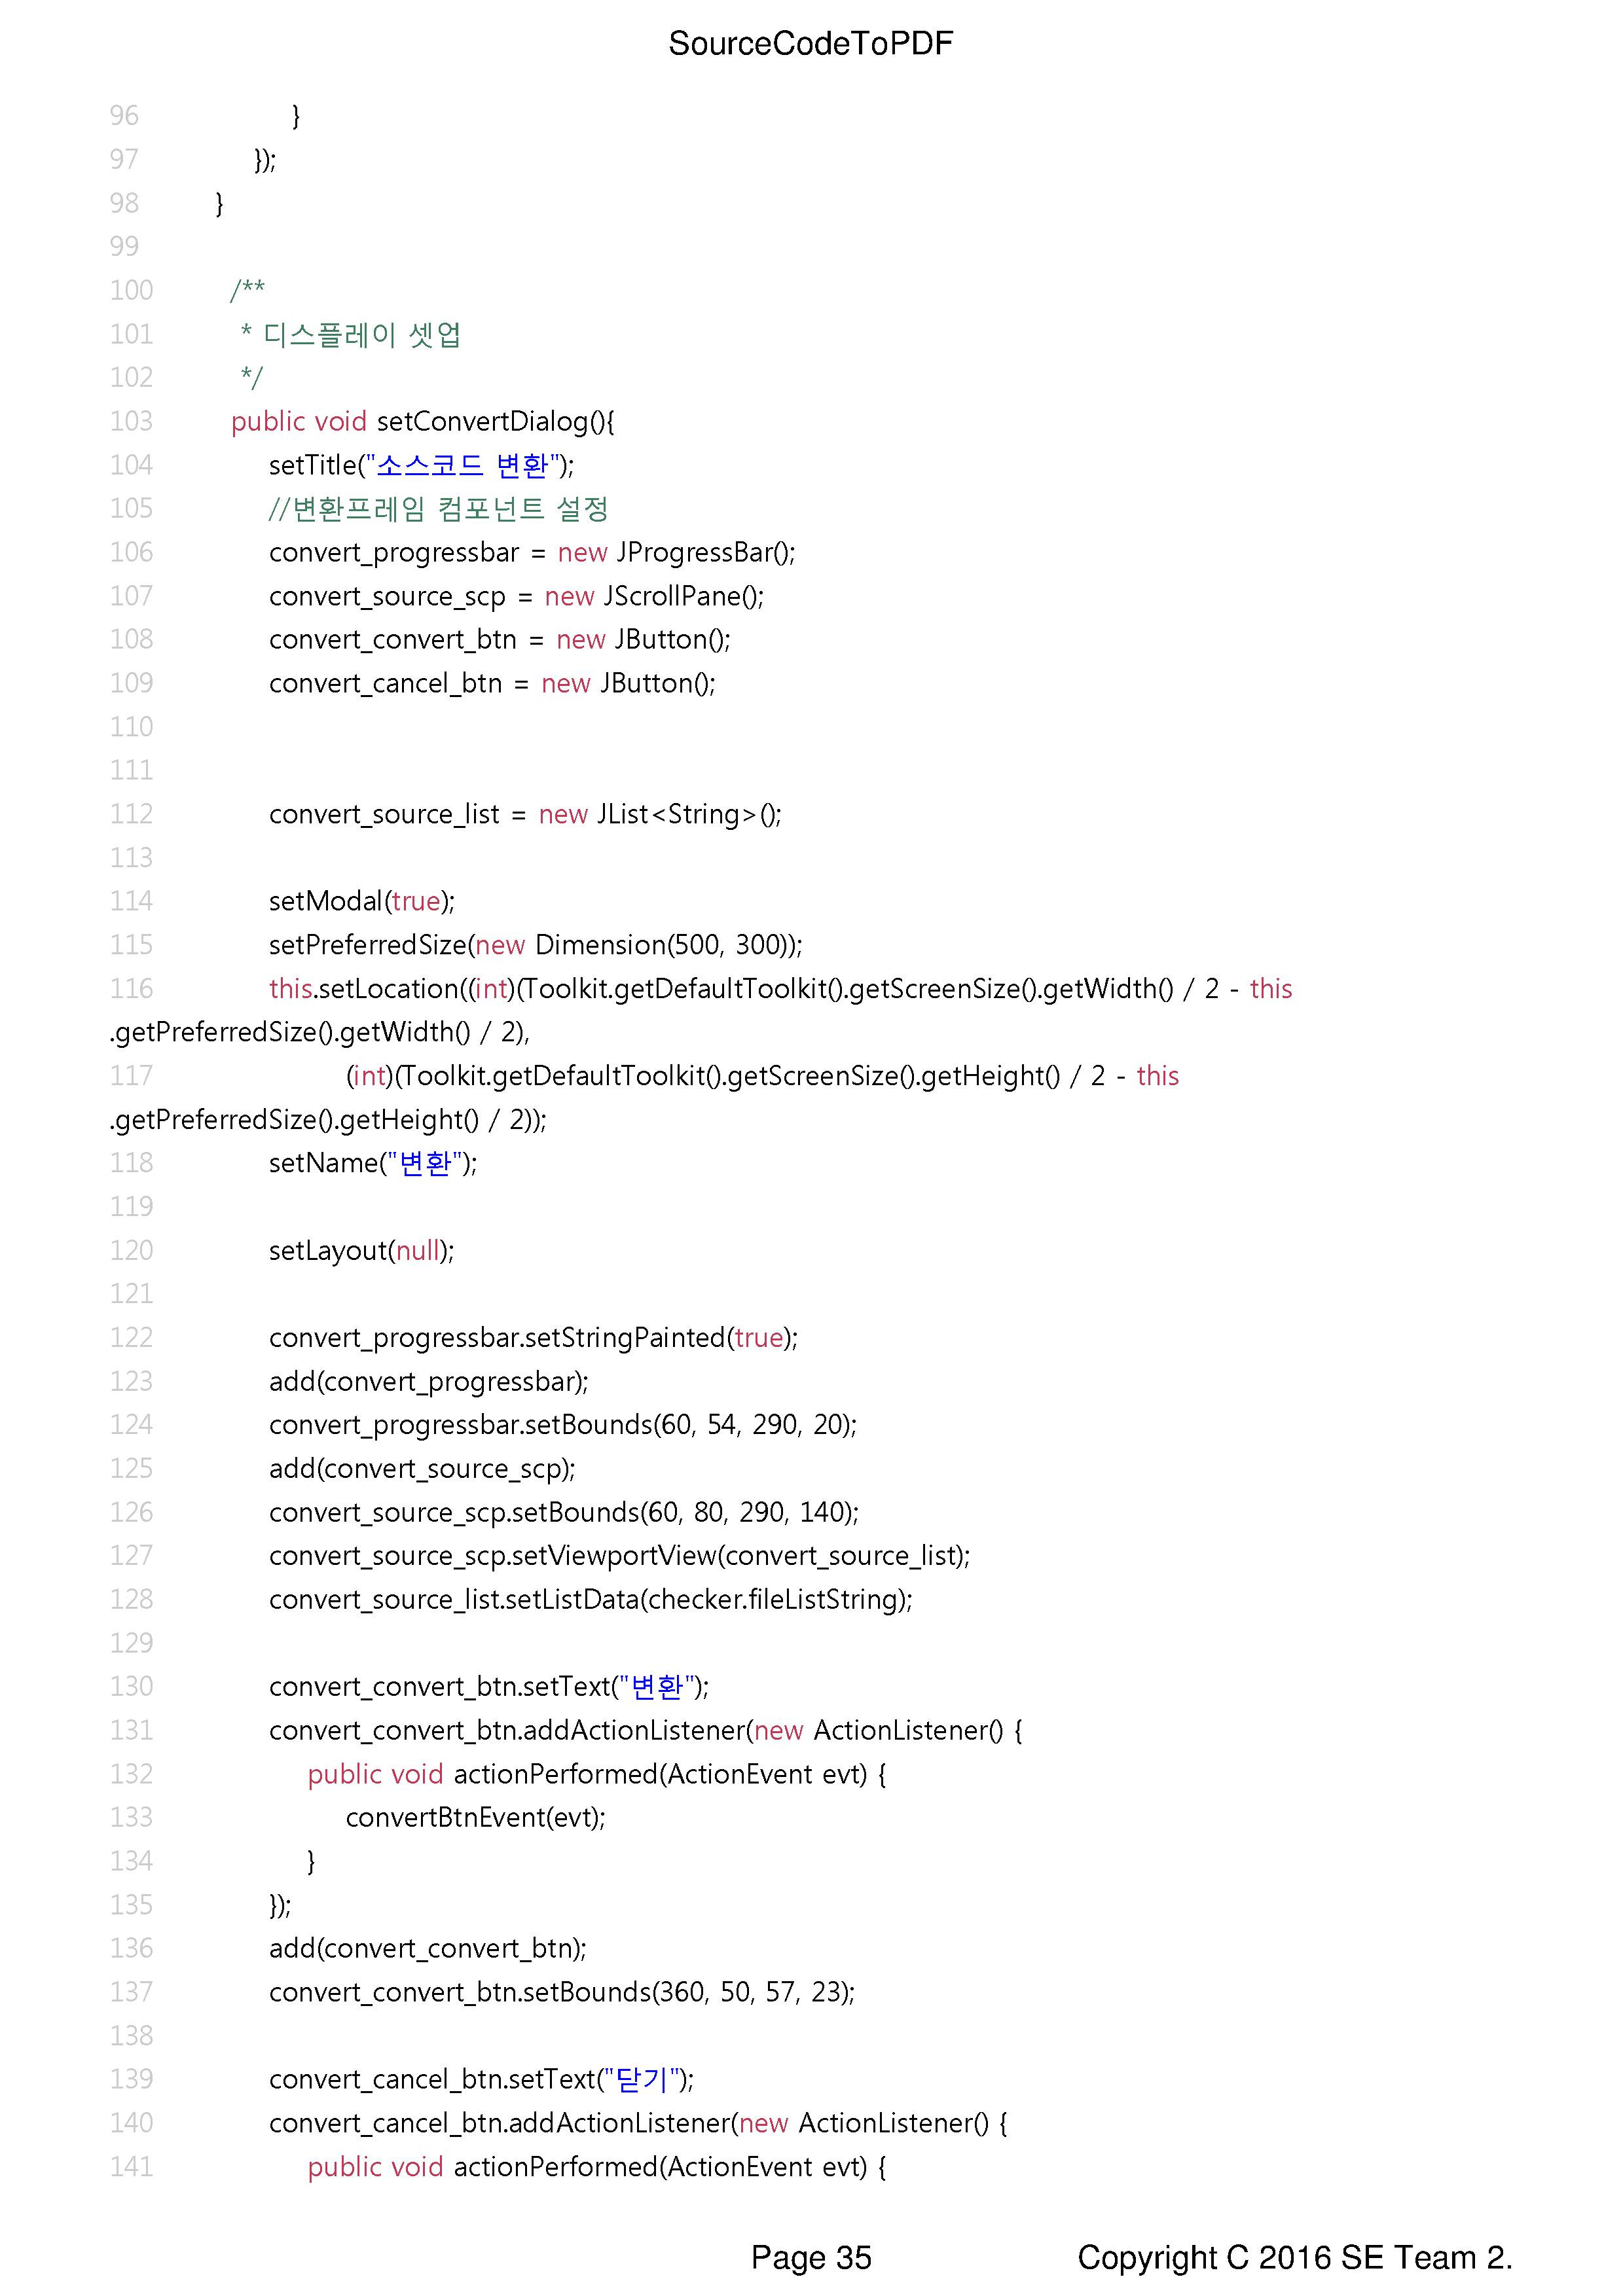 SourceCodeToPDF
96 }
97 });
98 }
99
100 /**
101 * 디스플레이 셋업
102 */
103 public void setConvertDialog(){
104 setTitle("소스코드 변환");
105 //변환프레임 컴포넌트 설정
106 convert_progressbar = new JProgressBar();
107 convert_source_scp = new JScrollPane();
108 convert_convert_btn = new JButton();
109 convert_cancel_btn = new JButton();
110
111
112 convert_source_list = new JList<String>();
113
114 setModal(true);
115 setPreferredSize(new Dimension(500, 300));
116 this.setLocation((int)(Toolkit.getDefaultToolkit().getScreenSize().getWidth() / 2 - this
.getPreferredSize().getWidth() / 2),
117 (int)(Toolkit.getDefaultToolkit().getScreenSize().getHeight() / 2 - this
.getPreferredSize().getHeight() / 2));
118 setName("변환");
119
120 setLayout(null);
121
122 convert_progressbar.setStringPainted(true);
123 add(convert_progressbar);
124 convert_progressbar.setBounds(60, 54, 290, 20);
125 add(convert_source_scp);
126 convert_source_scp.setBounds(60, 80, 290, 140);
127 convert_source_scp.setViewportView(convert_source_list);
128 convert_source_list.setListData(checker.fileListString);
129
130 convert_convert_btn.setText("변환");
131 convert_convert_btn.addActionListener(new ActionListener() {
132 public void actionPerformed(ActionEvent evt) {
133 convertBtnEvent(evt);
134 }
135 });
136 add(convert_convert_btn);
137 convert_convert_btn.setBounds(360, 50, 57, 23);
138
139 convert_cancel_btn.setText("닫기");
140 convert_cancel_btn.addActionListener(new ActionListener() {
141 public void actionPerformed(ActionEvent evt) {
Page 35 Copyright C 2016 SE Team 2.